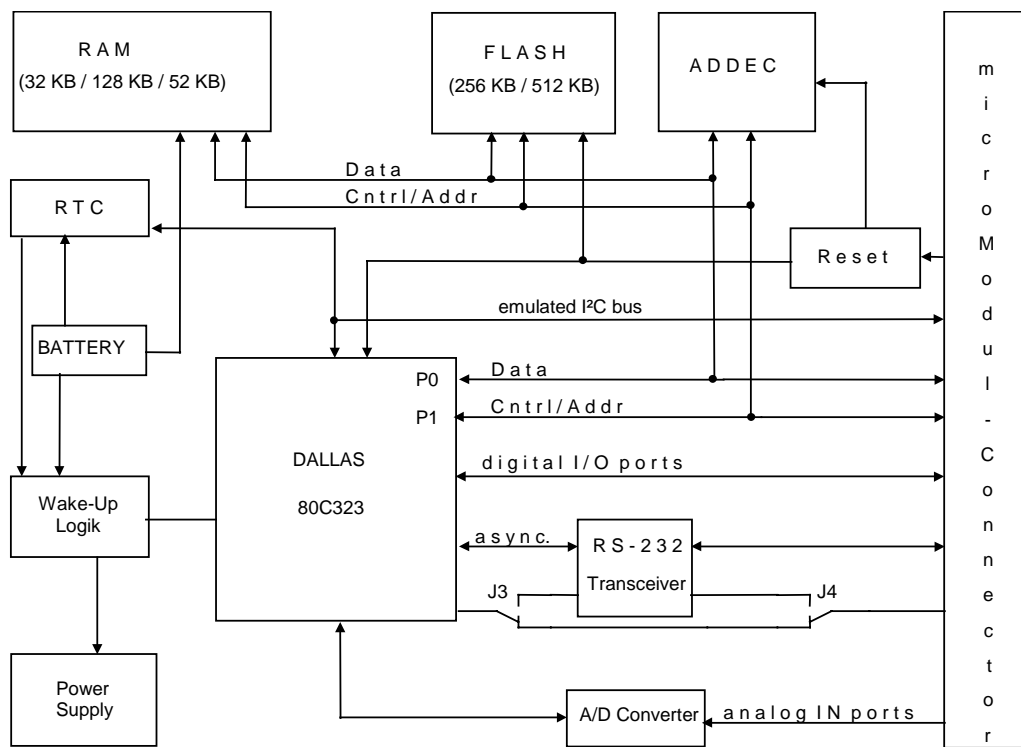 RAM
(32 KB / 128 KB / 52 KB)
FLASH
(256 KB / 512 KB)
ADDEC
Data
Cntrl/Addr
RTC
Reset
emulated I²C bus
BATTERY
P0
Data
P1
Cntrl/Addr
DALLAS
80C323
digital I/O ports
Wake-Up
Logik
async.
RS-232
Transceiver
J3
J4
Power
Supply
A/D Converter
analog IN ports
microModul-Connector